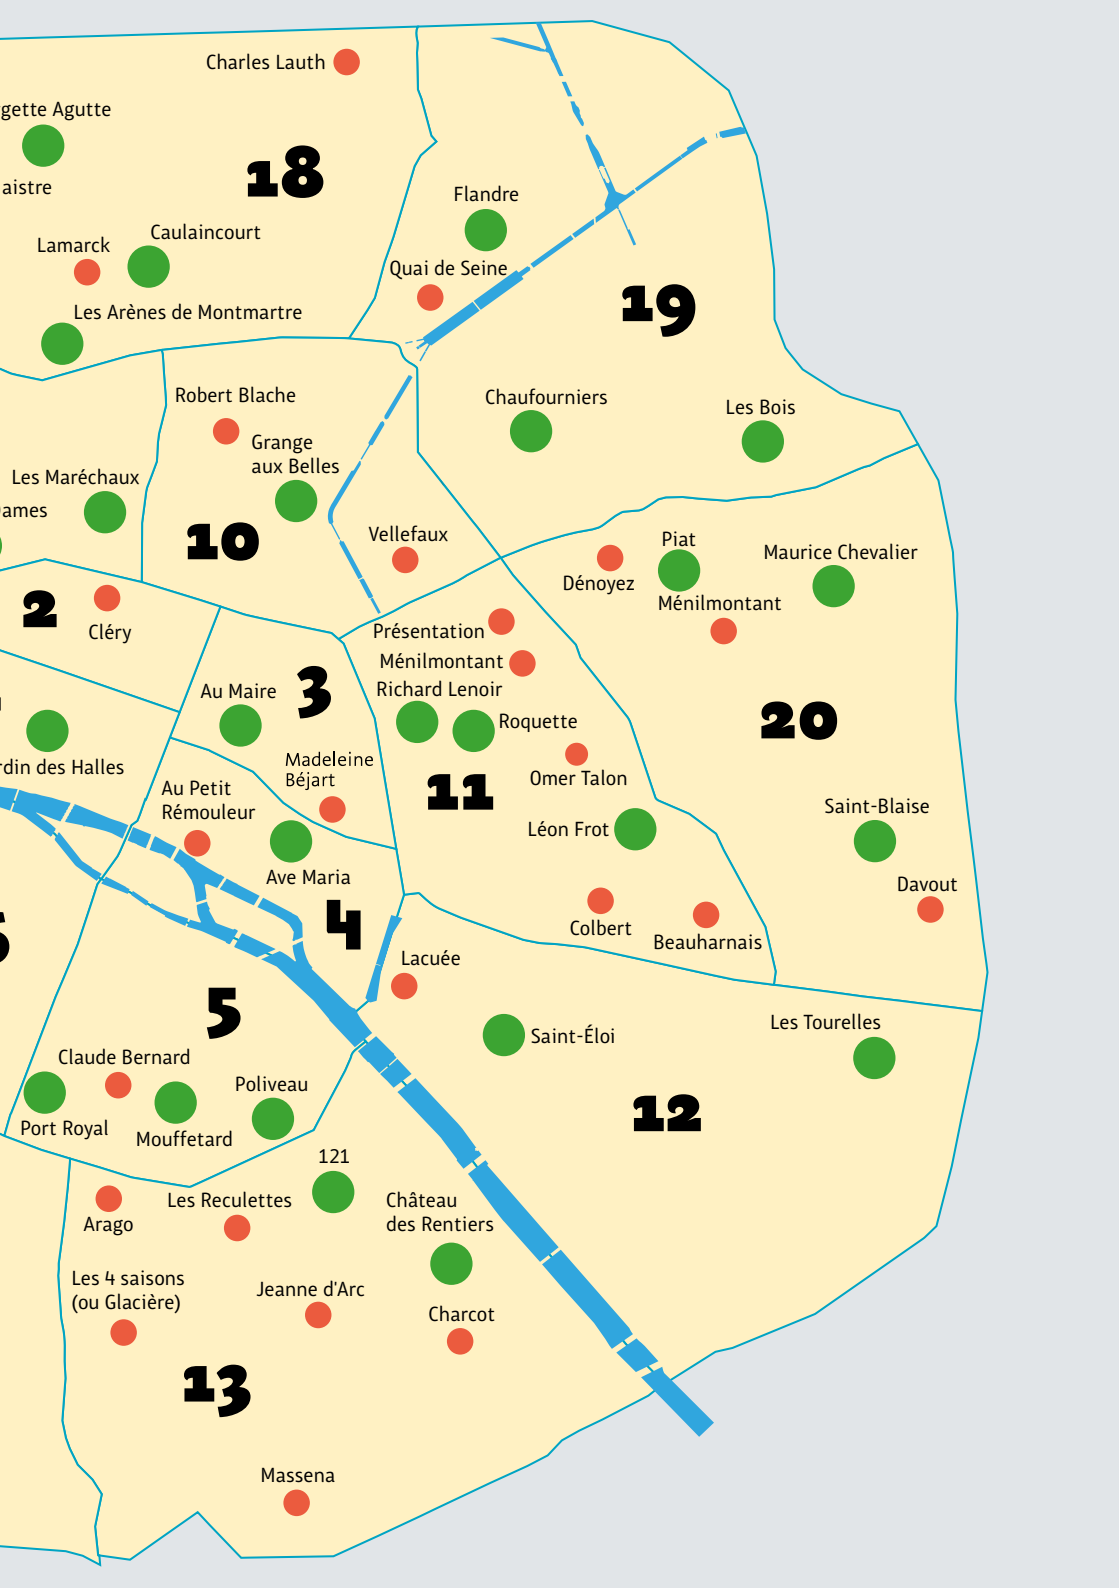 Charles Lauth
gette Agutte
18
aistre
Flandre
Lamarck
Caulaincourt
Quai de Seine
Les Arènes de Montmartre
19
Robert Blache
Chaufourniers
Les Bois
Grange
aux Belles
Les Maréchaux
ames
10
Vellefaux
Piat
Maurice Chevalier
Dénoyez
Ménilmontant
2
Cléry
Présentation
Ménilmontant
Richard Lenoir
Roquette
3
Au Maire
20
rdin des Halles
Madeleine
Béjart
Omer Talon
11
Au Petit
Rémouleur
Léon Frot
Saint-Blaise
Ave Maria
Davout
4
Colbert
Beauharnais
Lacuée
5
Saint-Éloi
Les Tourelles
Claude Bernard
Poliveau
Port Royal
Mouffetard
12
121
Arago
Les Reculettes
Château
des Rentiers
Les 4 saisons
(ou Glacière)
Jeanne d'Arc
Charcot
13
Massena